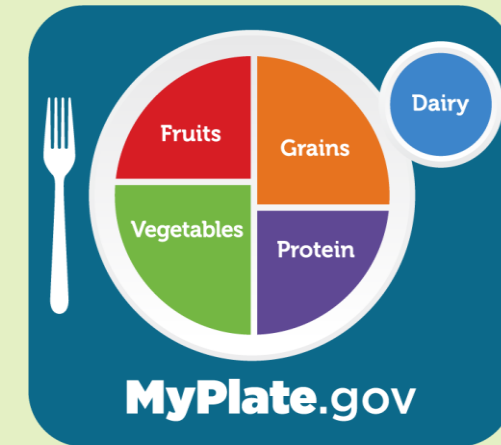 Dairy
Fruits
Grains
Vegetables
Protein
MyPlate.gov